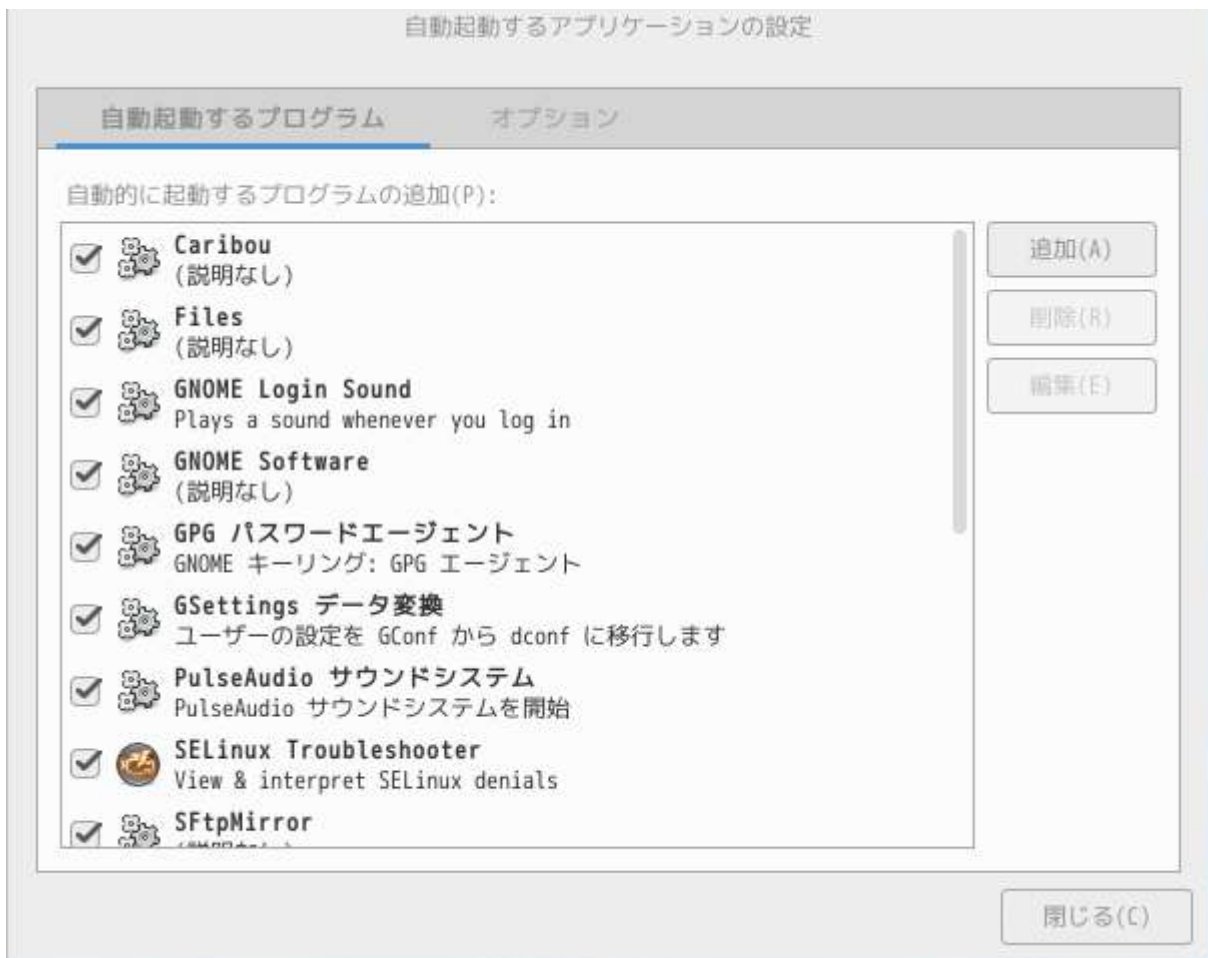 自動起動するアプリケーションの設定
自動起動するプログラム
オプション
自動的に起動するプログラムの追加(P):
Caribou
(説明なし)
Files
(説明なし)
GNOME Login Sound
Plays a sound whenever you log in
GNOME Software
(説明なし)
GPG パスワードエージェント
GNOME キーリング: GPG エージェント
GSettings データ変換
ユーザーの設定を GConf から dconf に移行します
PulseAudio サウンドシステム
PulseAudio サウンドシステムを開始
SELinux Troubleshooter
View & interpret SELinux denials
SFtpMirror
追加(A)
削除(R)
編集(E)
閉じる(C)